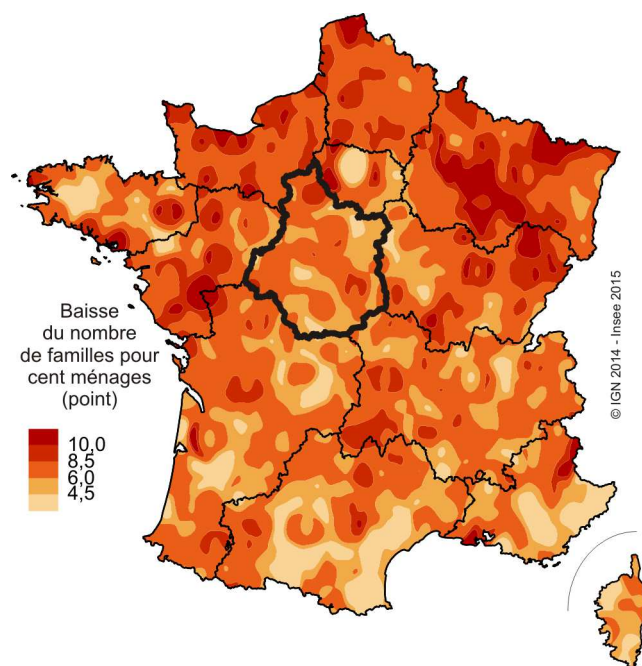 Baisse
du nombre
de familles pour
cent ménages
(point)
10,0
8,5
6,0
4,5
© IGN 2014 - Insee 2015